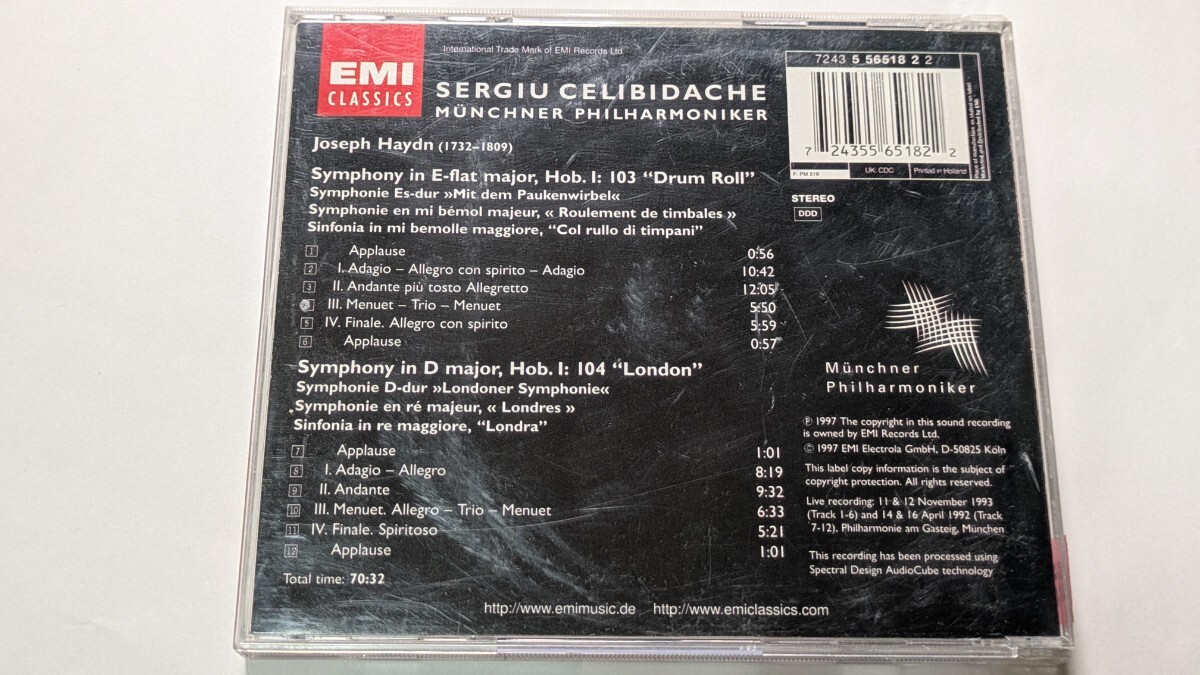 EMI
CLASSICS
International Trade Mark of EMI Records Ltd.
SERGIU CELIBIDACHE
MÜNCHNER PHILHARMONIKER
7243 5 56518 2 2
7 24355 65182 2
P: PM 518
UK: CDC
Printed in Holland
Joseph Haydn (1732–1809)
Symphony in E-flat major, Hob. I: 103 “Drum Roll”
Symphonie Es-dur »Mit dem Paukenwirbel«
Symphonie en mi bémol majeur, « Roulement de timbales »
Sinfonia in mi bemolle maggiore, “Col rullo di timpani”
1 Applause 0:56
2 I. Adagio – Allegro con spirito – Adagio 10:42
3 II. Andante più tosto Allegretto 12:05
III. Menuet – Trio – Menuet 5:50
5 IV. Finale. Allegro con spirito 5:59
6 Applause 0:57
Symphony in D major, Hob. I: 104 “London”
Symphonie D-dur »Londoner Symphonie«
Symphonie en ré majeur, « Londres »
Sinfonia in re maggiore, “Londra”
7 Applause 1:01
8 I. Adagio – Allegro 8:19
9 II. Andante 9:32
10 III. Menuet. Allegro – Trio – Menuet 6:33
11 IV. Finale. Spiritoso 5:21
12 Applause 1:01
Total time: 70:32
STEREO
DDD
Münchner
Philharmoniker
℗ 1997 The copyright in this sound recording
is owned by EMI Records Ltd.
© 1997 EMI Electrola GmbH, D-50825 Köln
This label copy information is the subject of
copyright protection. All rights reserved.
Live recording: 11 & 12 November 1993
(Track 1-6) and 14 & 16 April 1992 (Track
7-12), Philharmonie am Gasteig, München
This recording has been processed using
Spectral Design AudioCube technology
http://www.emimusic.de http://www.emiclassics.com